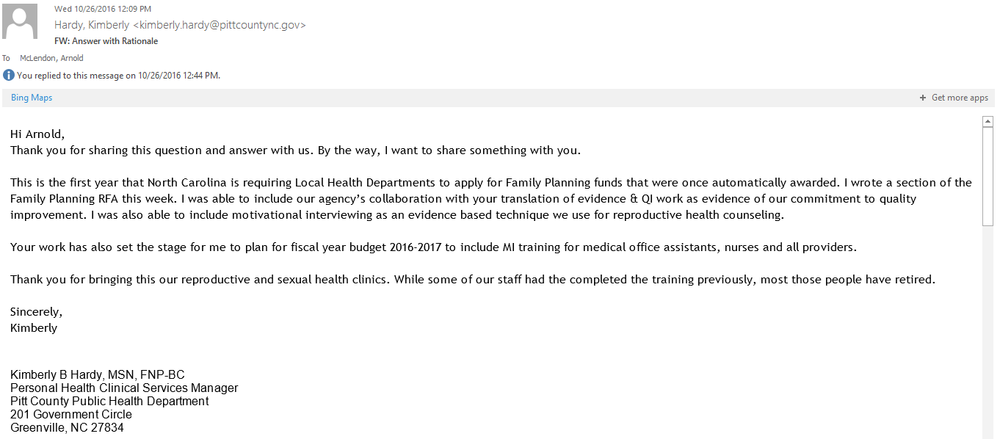 Wed 10/26/2016 12:09 PM
Hardy, Kimberly <kimberly.hardy@pittcountync.gov>
FW: Answer with Rationale
To McLendon, Arnold
You replied to this message on 10/26/2016 12:44 PM.
Bing Maps + Get more apps
Hi Arnold,
Thank you for sharing this question and answer with us. By the way, I want to share something with you.
This is the first year that North Carolina is requiring Local Health Departments to apply for Family Planning funds that were once automatically awarded. I wrote a section of the
Family Planning RFA this week. I was able to include our agency’s collaboration with your translation of evidence & QI work as evidence of our commitment to quality
improvement. I was also able to include motivational interviewing as an evidence based technique we use for reproductive health counseling.
Your work has also set the stage for me to plan for fiscal year budget 2016-2017 to include MI training for medical office assistants, nurses and all providers.
Thank you for bringing this our reproductive and sexual health clinics. While some of our staff had the completed the training previously, most those people have retired.
Sincerely,
Kimberly
Kimberly B Hardy, MSN, FNP-BC
Personal Health Clinical Services Manager
Pitt County Public Health Department
201 Government Circle
Greenville, NC 27834